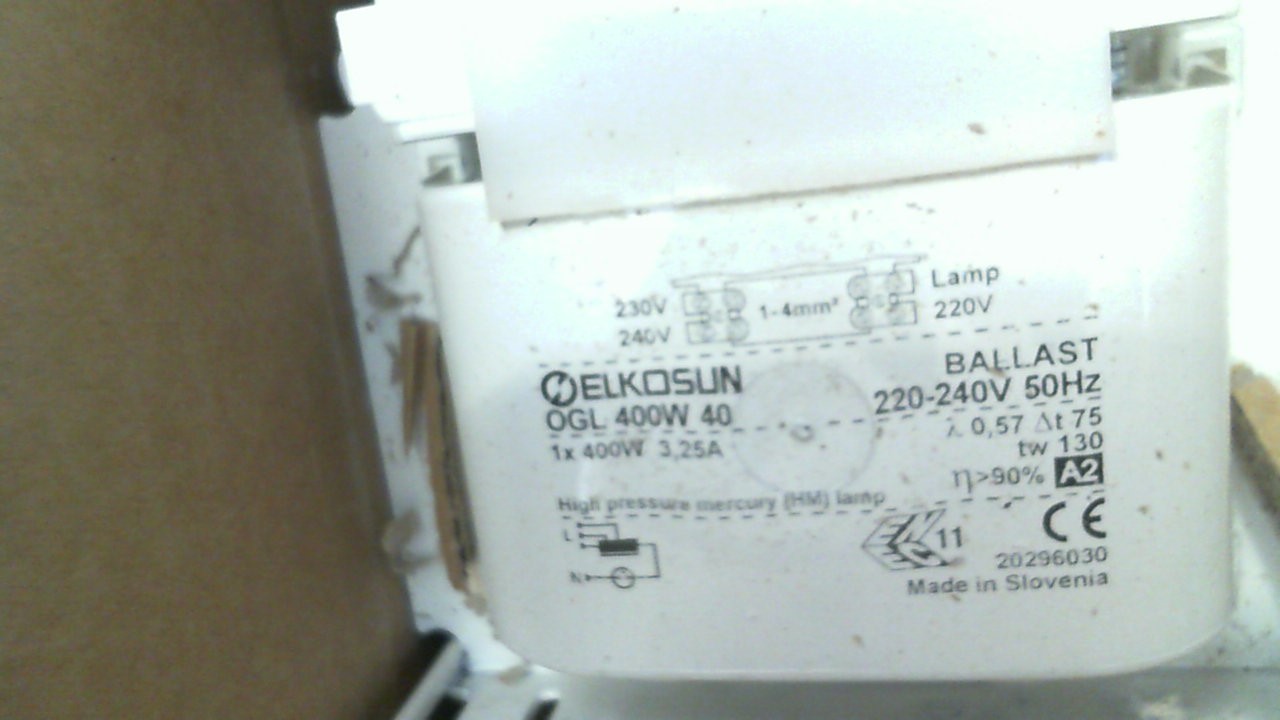 230V
240V
1-4mm²
Lamp
220V
ELKOSUN
OGL 400W 40
1x 400W 3,25A
BALLAST
220-240V 50Hz
λ 0,57 Δt 75
tw 130
η>90% A2
High pressure mercury (HM) lamp
L
N
11
CE
20296030
Made in Slovenia